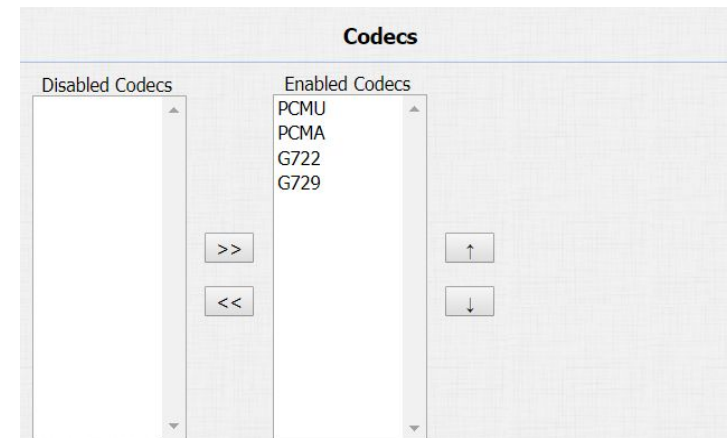 Codecs
Disabled Codecs
Enabled Codecs
PCMU
PCMA
G722
G729
>>
<<
↑
↓